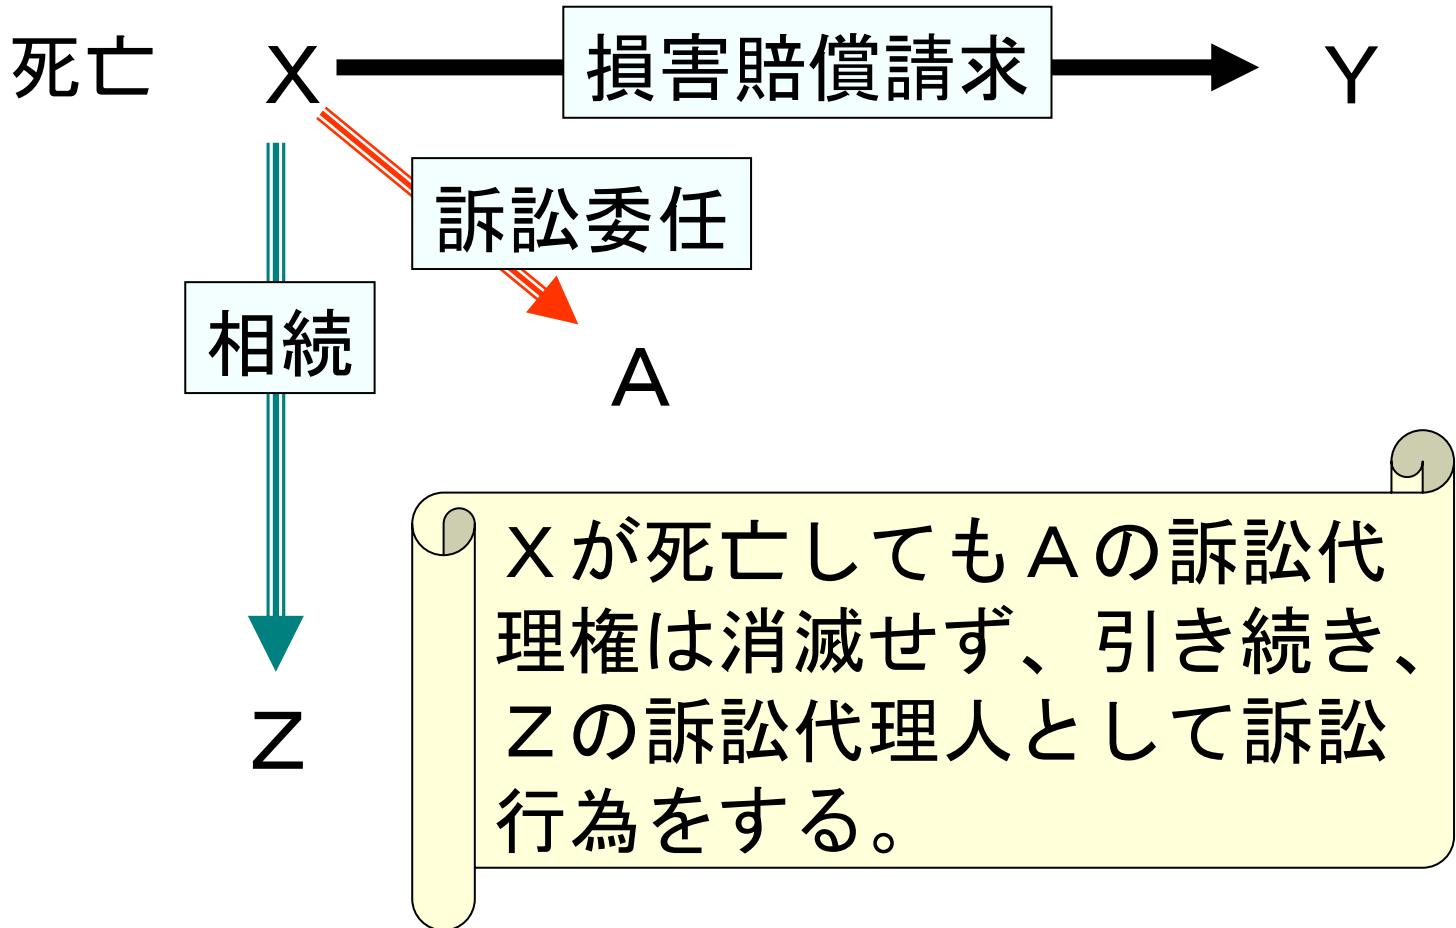 死亡
X
損害賠償請求
Y
訴訟委任
相続
A
Z
Xが死亡してもAの訴訟代
理権は消滅せず、引き続き、
Zの訴訟代理人として訴訟
行為をする。